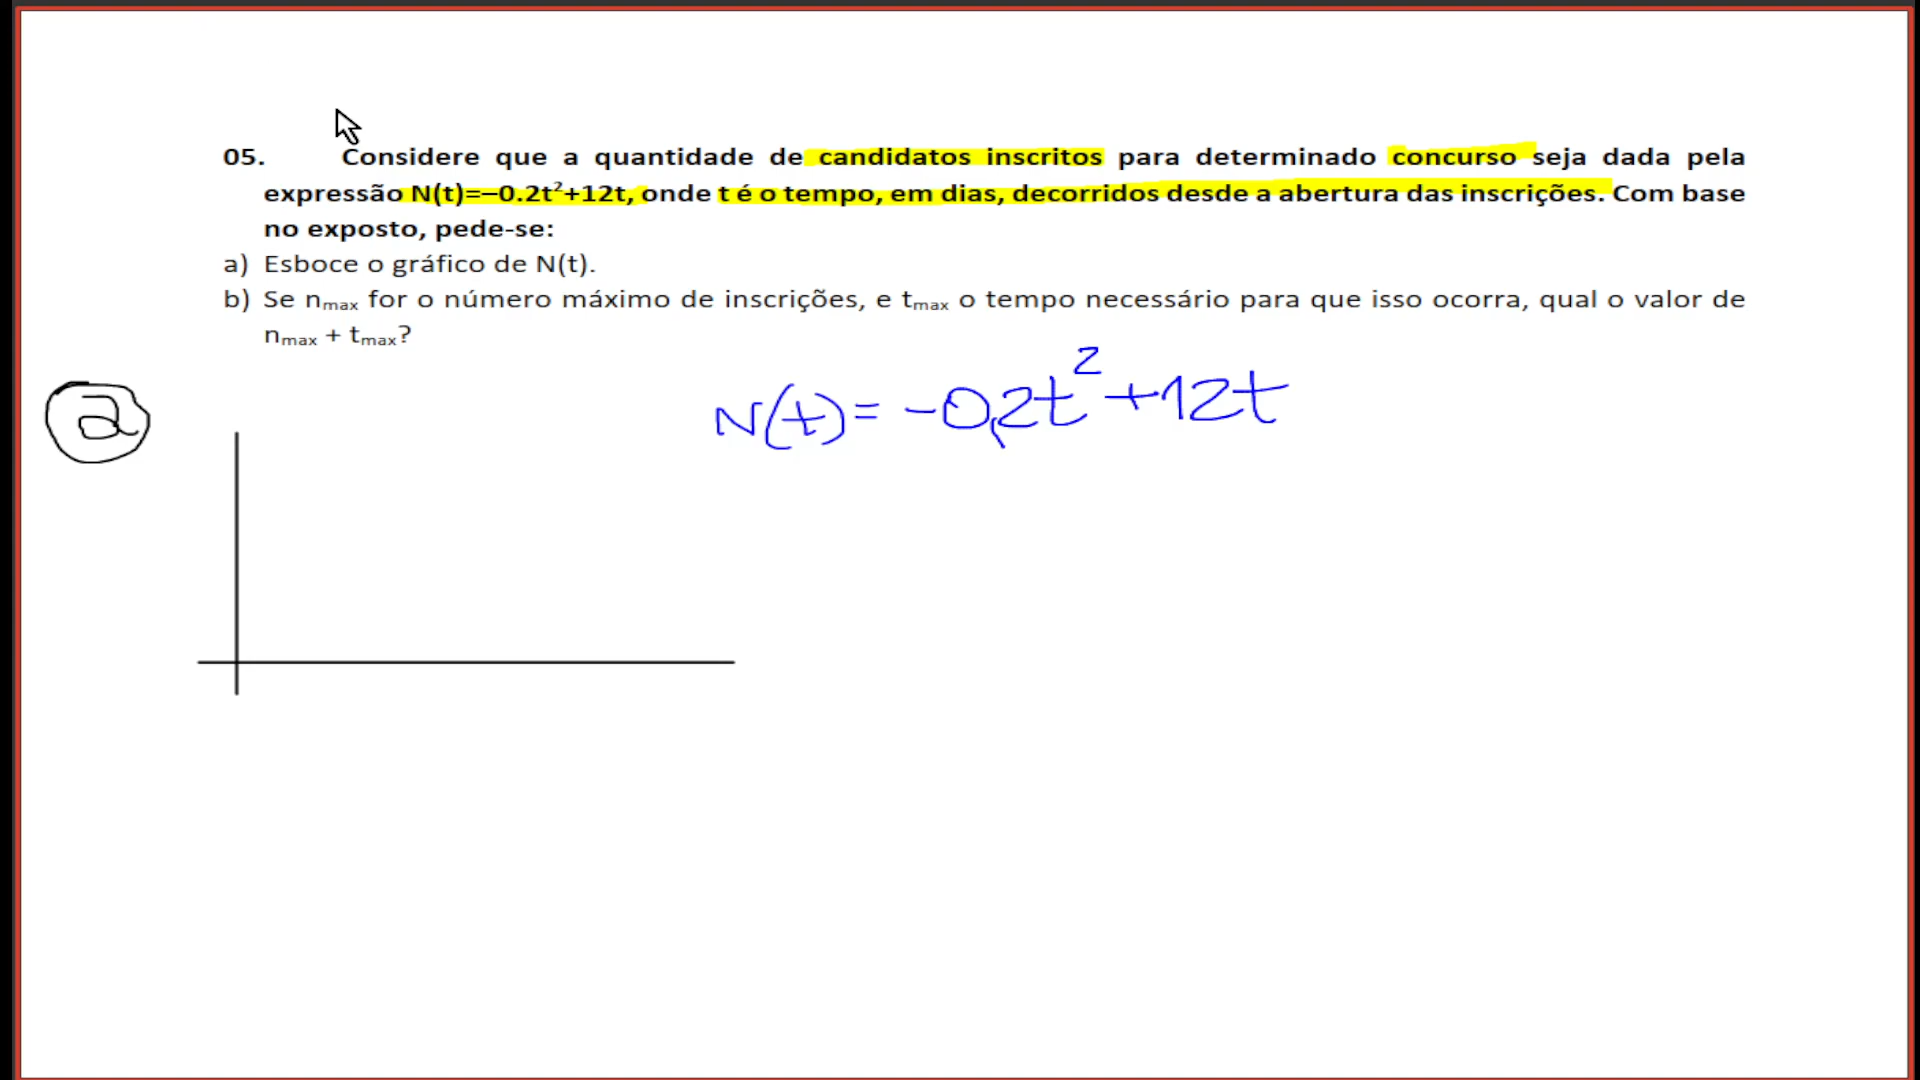 05. Considere que a quantidade de candidatos inscritos para determinado concurso seja dada pela
expressão N(t)=–0.2t²+12t, onde t é o tempo, em dias, decorridos desde a abertura das inscrições. Com base
no exposto, pede-se:
a) Esboce o gráfico de N(t).
b) Se nₘₐₓ for o número máximo de inscrições, e tₘₐₓ o tempo necessário para que isso ocorra, qual o valor de
nₘₐₓ + tₘₐₓ?
N(t)= -0,2t² +12t
a